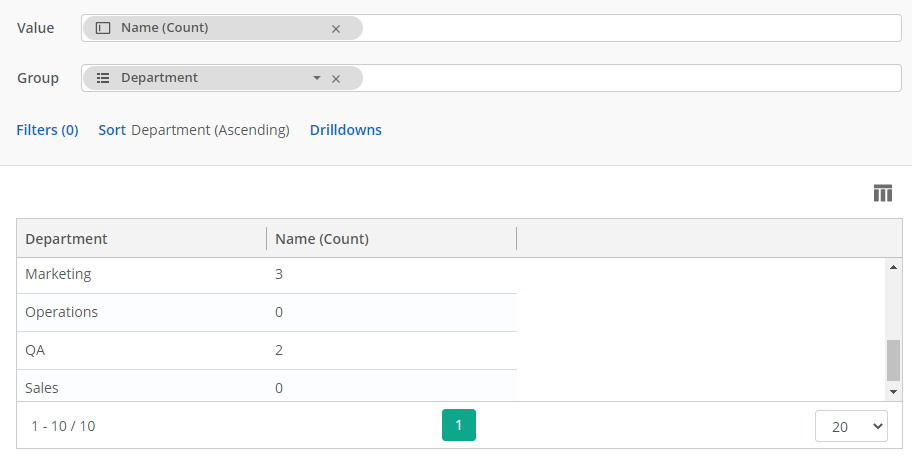 Value Name (Count) ×
Group Department ×
Filters (0) Sort Department (Ascending) Drilldowns
Department Name (Count)
Marketing 3
Operations 0
QA 2
Sales 0
1 - 10 / 10 1 20